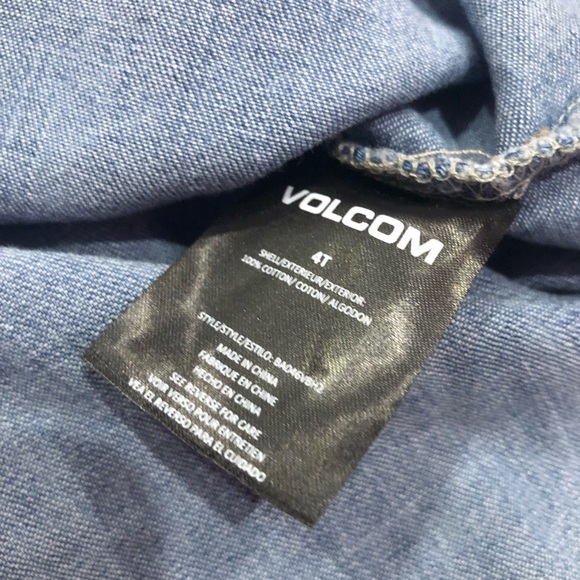 VOLCOM
4T
SHELL/EXTERIEUR/EXTERIOR:
100% COTTON/ COTON/ ALGODON
STYLE/STYLE/ESTILO:
MADE IN CHINA
FABRIQUE EN CHINE
HECHO EN CHINA
SEE REVERSE FOR CARE
VOIR VERSO POUR ENTRETIEN
VEA EL REVERSO PARA EL CUIDADO